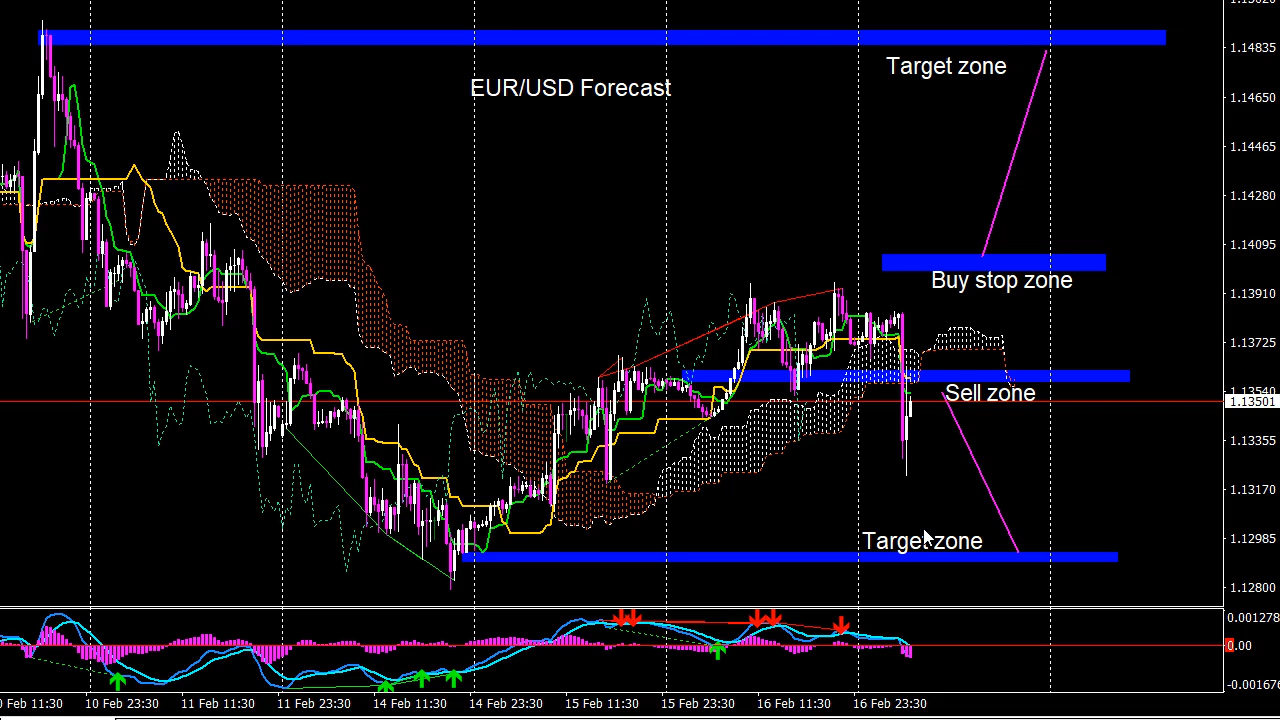 1.14835
Target zone
EUR/USD Forecast
1.14650
1.14465
1.14280
1.14095
Buy stop zone
1.13910
1.13725
Sell zone
1.13540
1.13501
1.13355
1.13170
Target zone
1.12985
1.12800
0.001278
0.00
-0.001676
0 Feb 11:30 10 Feb 23:30 11 Feb 11:30 11 Feb 23:30 14 Feb 11:30 14 Feb 23:30 15 Feb 11:30 15 Feb 23:30 16 Feb 11:30 16 Feb 23:30